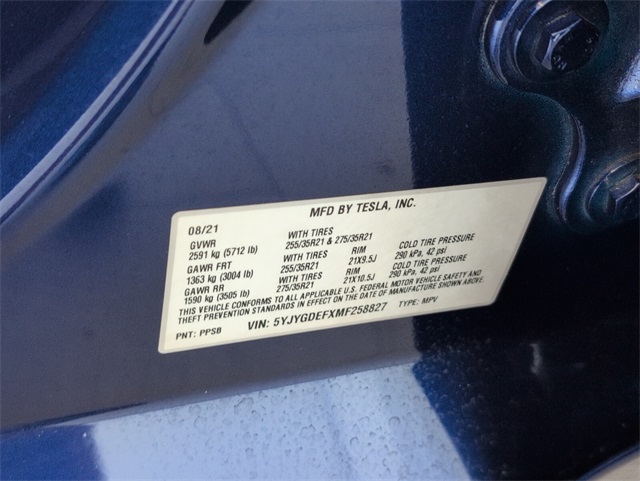 MFD BY TESLA, INC.
08/21
GVWR WITH TIRES
2591 kg (5712 lb) 255/35R21 & 275/35R21
GAWR FRT WITH TIRES RIM COLD TIRE PRESSURE
1363 kg (3004 lb) 255/35R21 21X9.5J 290 kPa, 42 psi
GAWR RR WITH TIRES RIM COLD TIRE PRESSURE
1590 kg (3505 lb) 275/35R21 21X10.5J 290 kPa, 42 psi
THIS VEHICLE CONFORMS TO ALL APPLICABLE U.S. FEDERAL MOTOR VEHICLE SAFETY AND
THEFT PREVENTION STANDARDS IN EFFECT ON THE DATE OF MANUFACTURE SHOWN ABOVE.
PNT: PPSB VIN: 5YJYGDEFXMF258827 TYPE: MPV